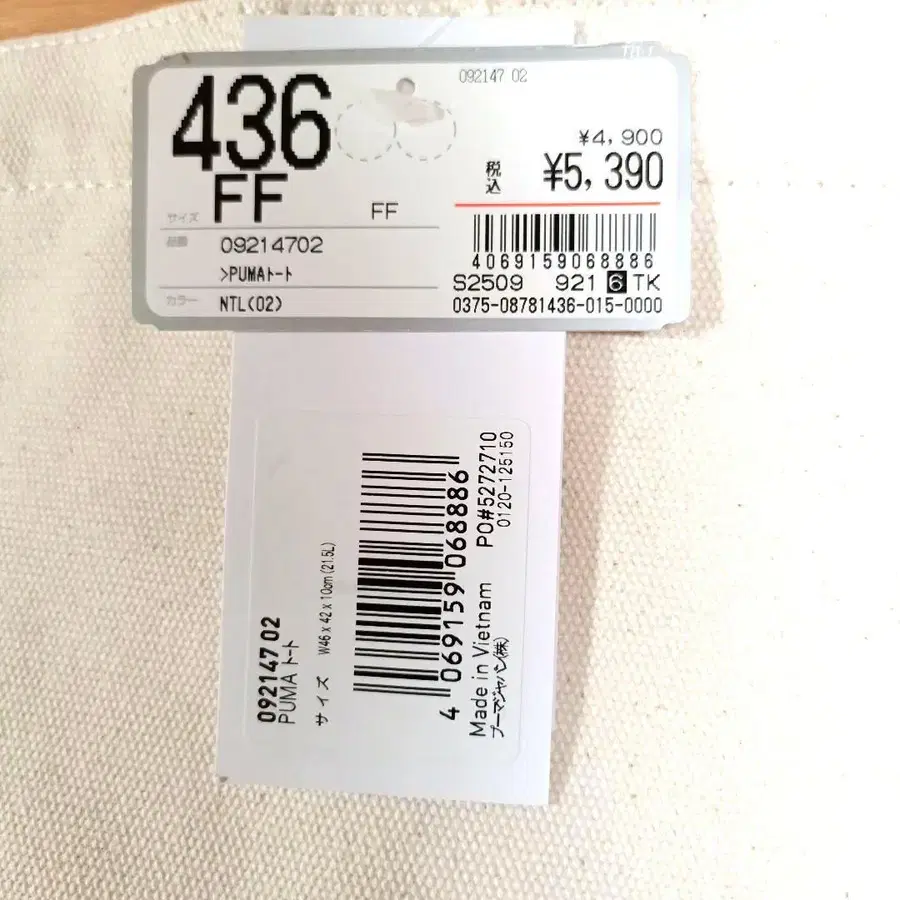 436
FF
サイズ
FF
品番
09214702
>PUMAトート
カラー
NTL(02)
092147 02
¥4,900
税込
¥5,390
4069159068886
S2509 921 6 TK
0375-08781436-015-0000
092147 02
PUMA トート
サイズ W46 x 42 x 10cm (21.5L)
4 069159 068886
Made in Vietnam PO#5272710
プーマジャパン(株) 0120-125150